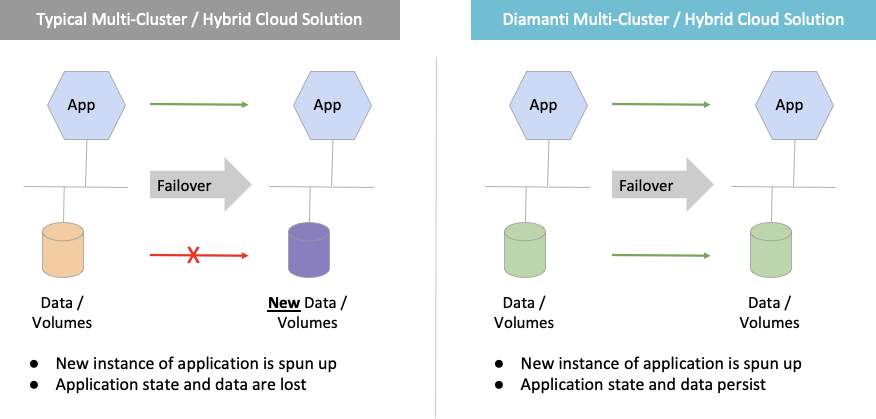 Typical Multi-Cluster / Hybrid Cloud Solution
App
App
Failover
X
Data /
Volumes
New Data /
Volumes
● New instance of application is spun up
● Application state and data are lost
Diamanti Multi-Cluster / Hybrid Cloud Solution
App
App
Failover
Data /
Volumes
Data /
Volumes
● New instance of application is spun up
● Application state and data persist